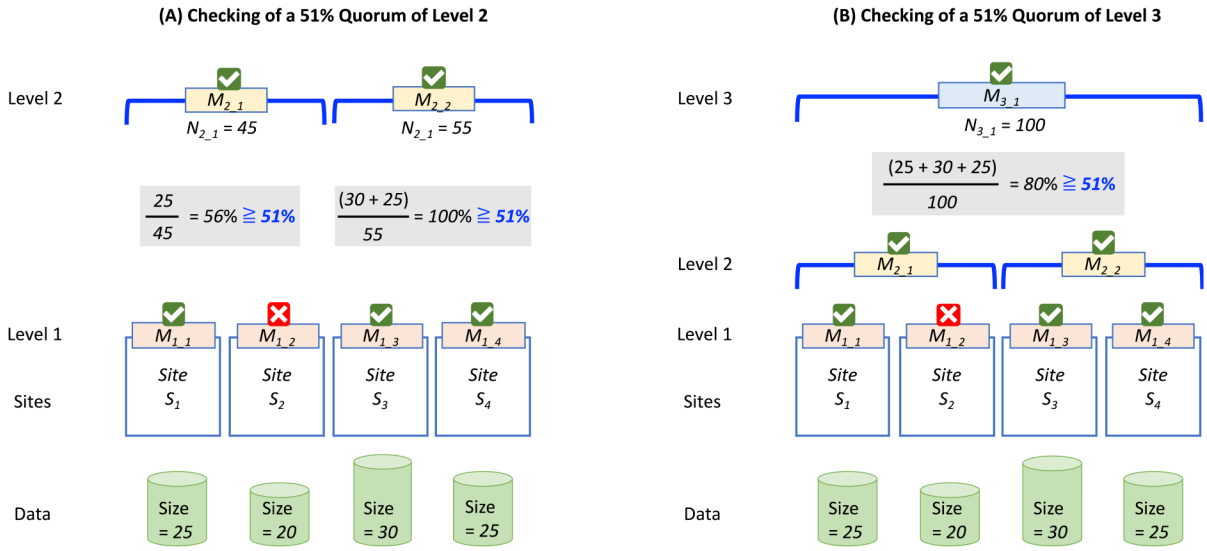 (A) Checking of a 51% Quorum of Level 2
Level 2
M2_1
M2_2
N2_1 = 45
N2_1 = 55
25
45
= 56% ≧ 51%
(30 + 25)
55
= 100% ≧ 51%
Level 1
M1_1
M1_2
M1_3
M1_4
Sites
Site
S1
Site
S2
Site
S3
Site
S4
Data
Size
= 25
Size
= 20
Size
= 30
Size
= 25
(B) Checking of a 51% Quorum of Level 3
Level 3
M3_1
N3_1 = 100
(25 + 30 + 25)
100
= 80% ≧ 51%
Level 2
M2_1
M2_2
Level 1
M1_1
M1_2
M1_3
M1_4
Sites
Site
S1
Site
S2
Site
S3
Site
S4
Data
Size
= 25
Size
= 20
Size
= 30
Size
= 25